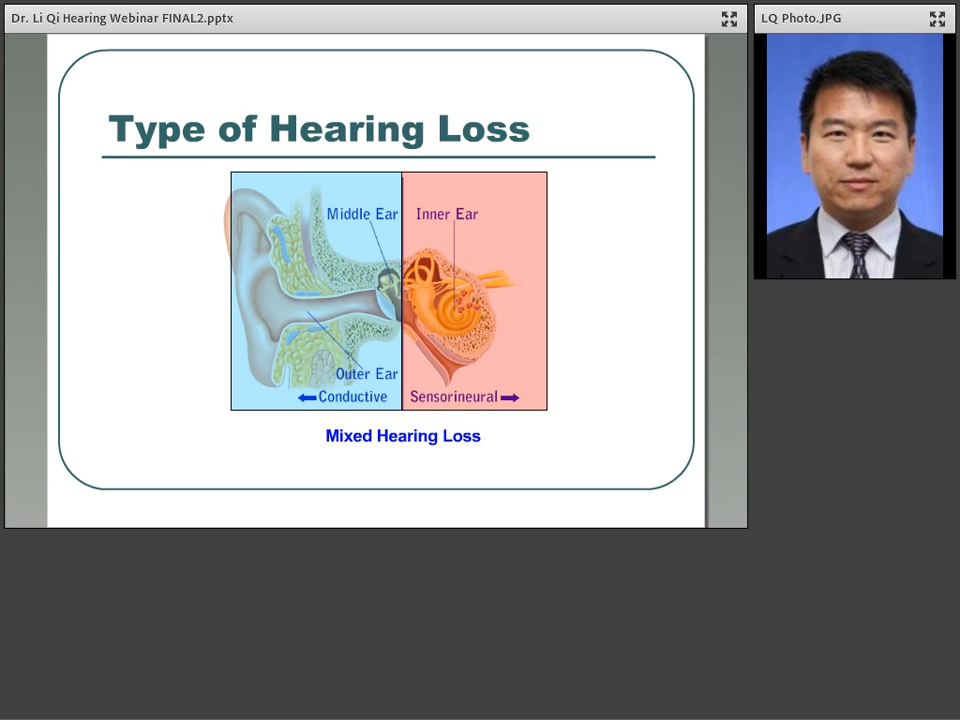 Dr. Li Qi Hearing Webinar FINAL2.pptx
LQ Photo.JPG
Type of Hearing Loss
Middle Ear
Inner Ear
Outer Ear
Conductive
Sensorineural
Mixed Hearing Loss